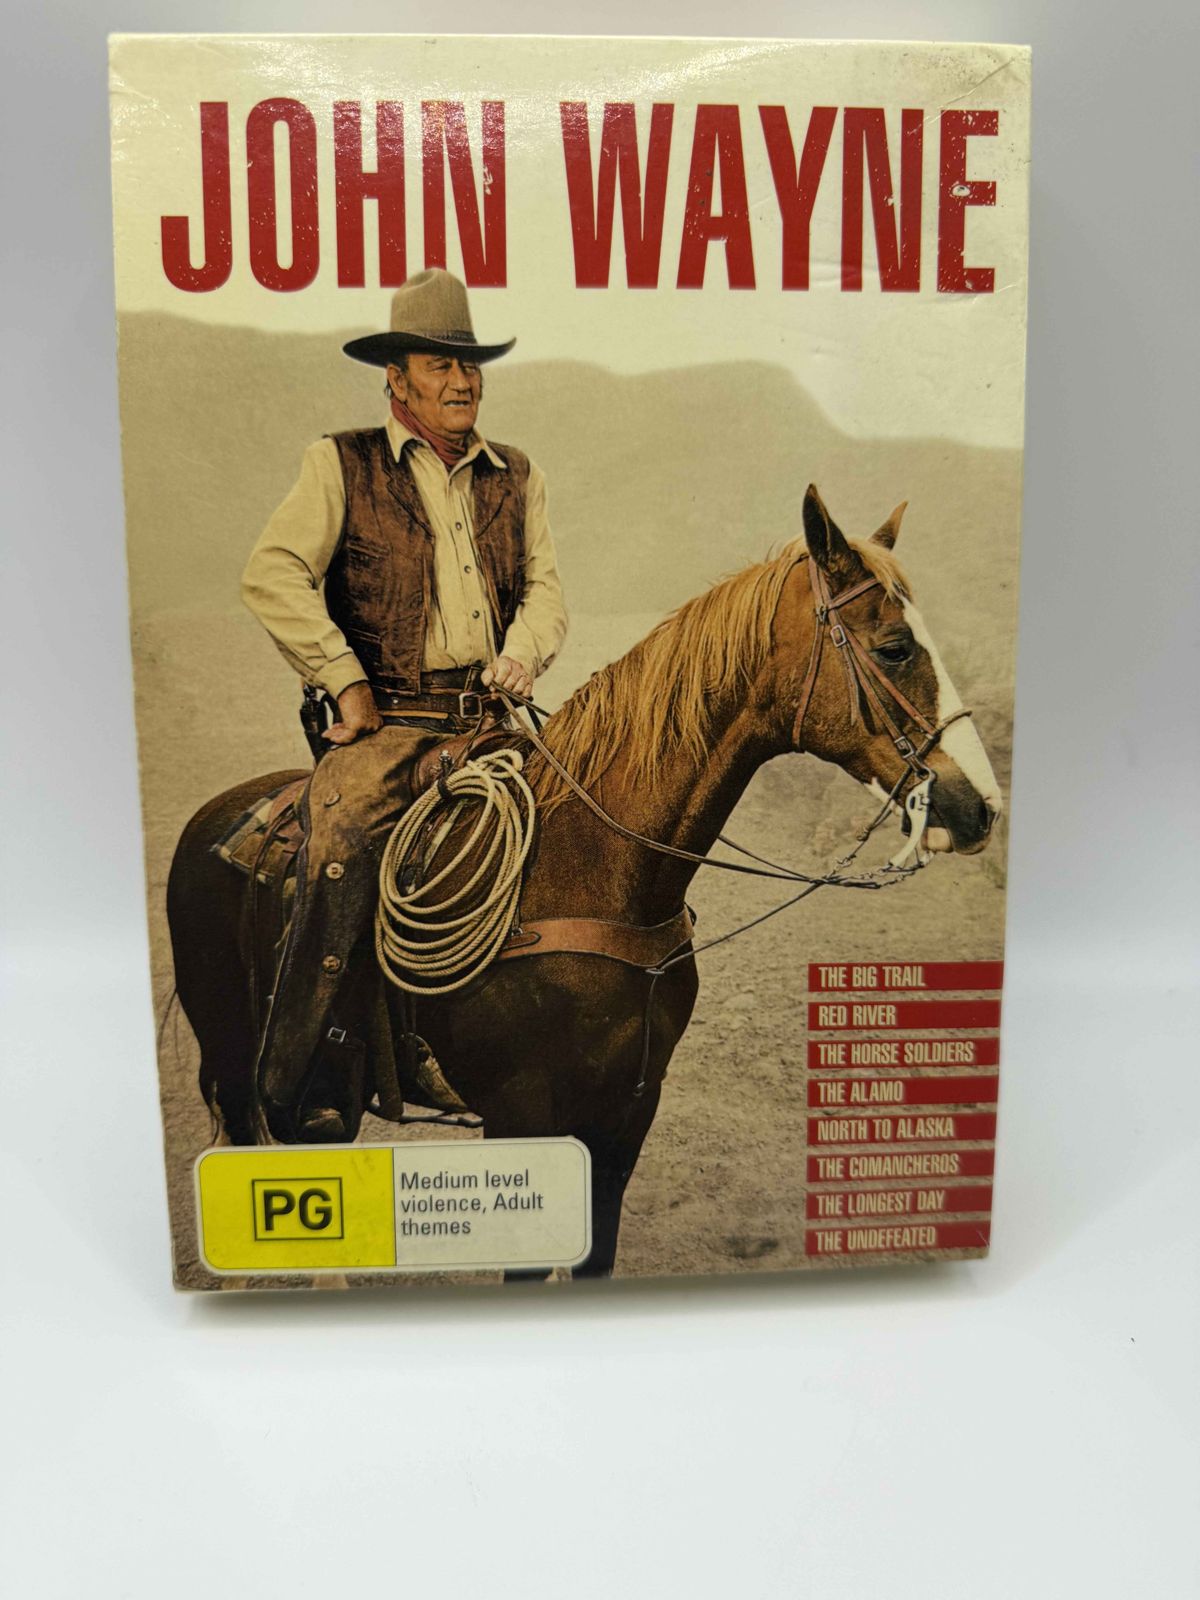 JOHN WAYNE
THE BIG TRAIL
RED RIVER
THE HORSE SOLDIERS
THE ALAMO
NORTH TO ALASKA
THE COMANCHEROS
THE LONGEST DAY
THE UNDEFEATED
PG
Medium level
violence, Adult
themes